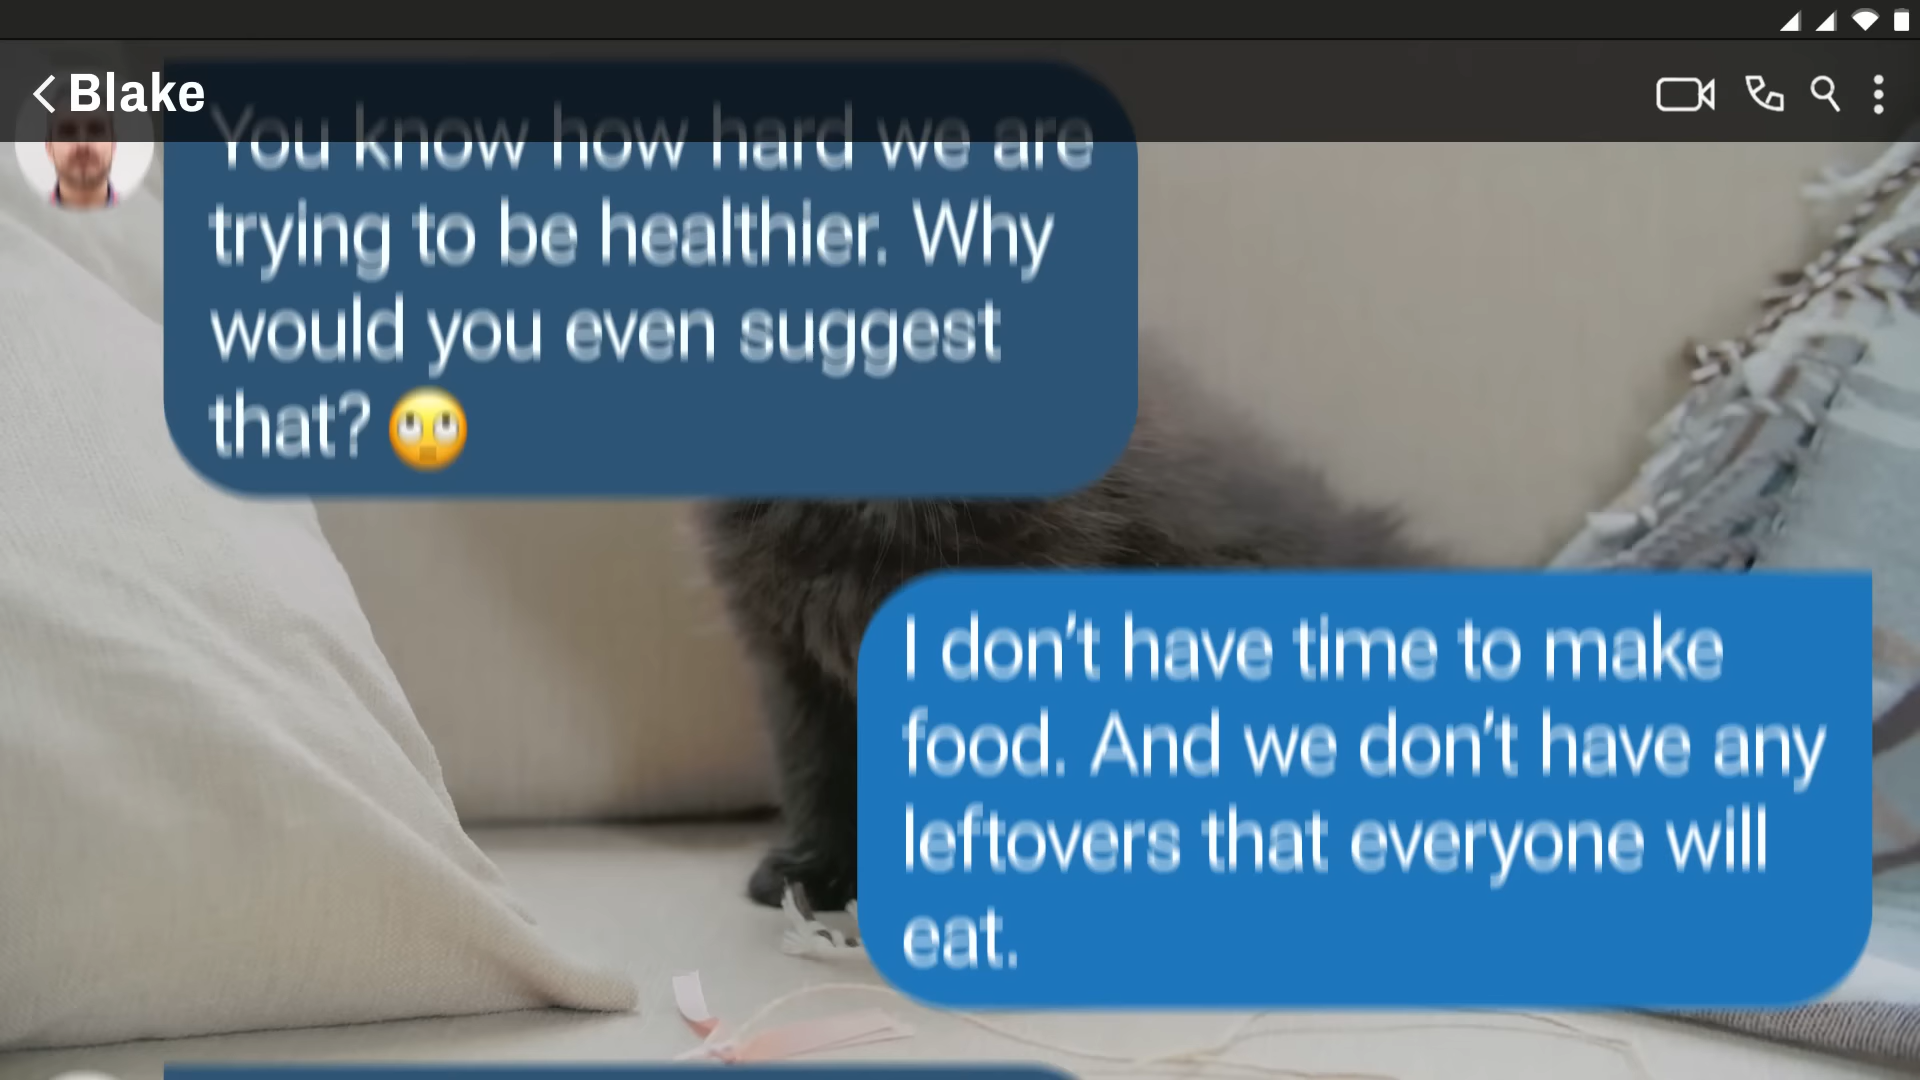 Blake
You know how hard we are
trying to be healthier. Why
would you even suggest
that? 🙄
I don't have time to make
food. And we don't have any
leftovers that everyone will
eat.